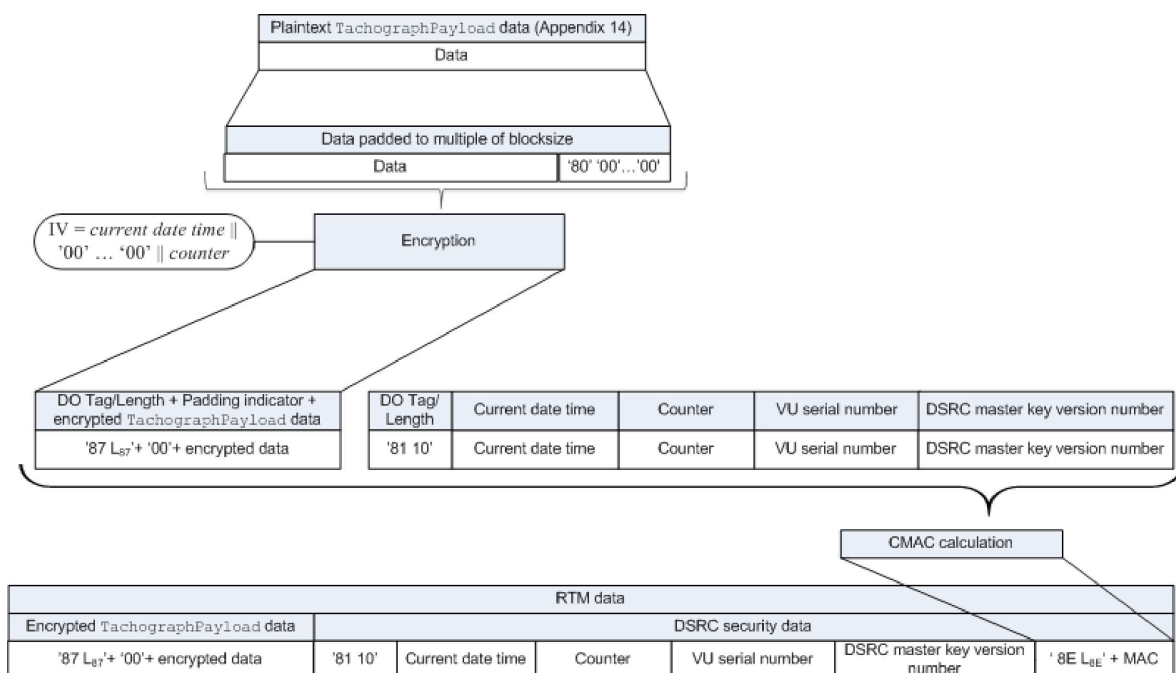 Plaintext TachographPayload data (Appendix 14)
Data
Data padded to multiple of blocksize
Data
‘80’ ‘00’…‘00’
IV = current date time ||
’00’ … ‘00’ || counter
Encryption
DO Tag/Length + Padding indicator +
encrypted TachographPayload data
DO Tag/
Length
Current date time
Counter
VU serial number
DSRC master key version number
’87 L87’+ ‘00’+ encrypted data
’81 10’
Current date time
Counter
VU serial number
DSRC master key version number
CMAC calculation
RTM data
Encrypted TachographPayload data
DSRC security data
’87 L87’+ ‘00’+ encrypted data
’81 10’
Current date time
Counter
VU serial number
DSRC master key version
number
‘ 8E L8E’ + MAC